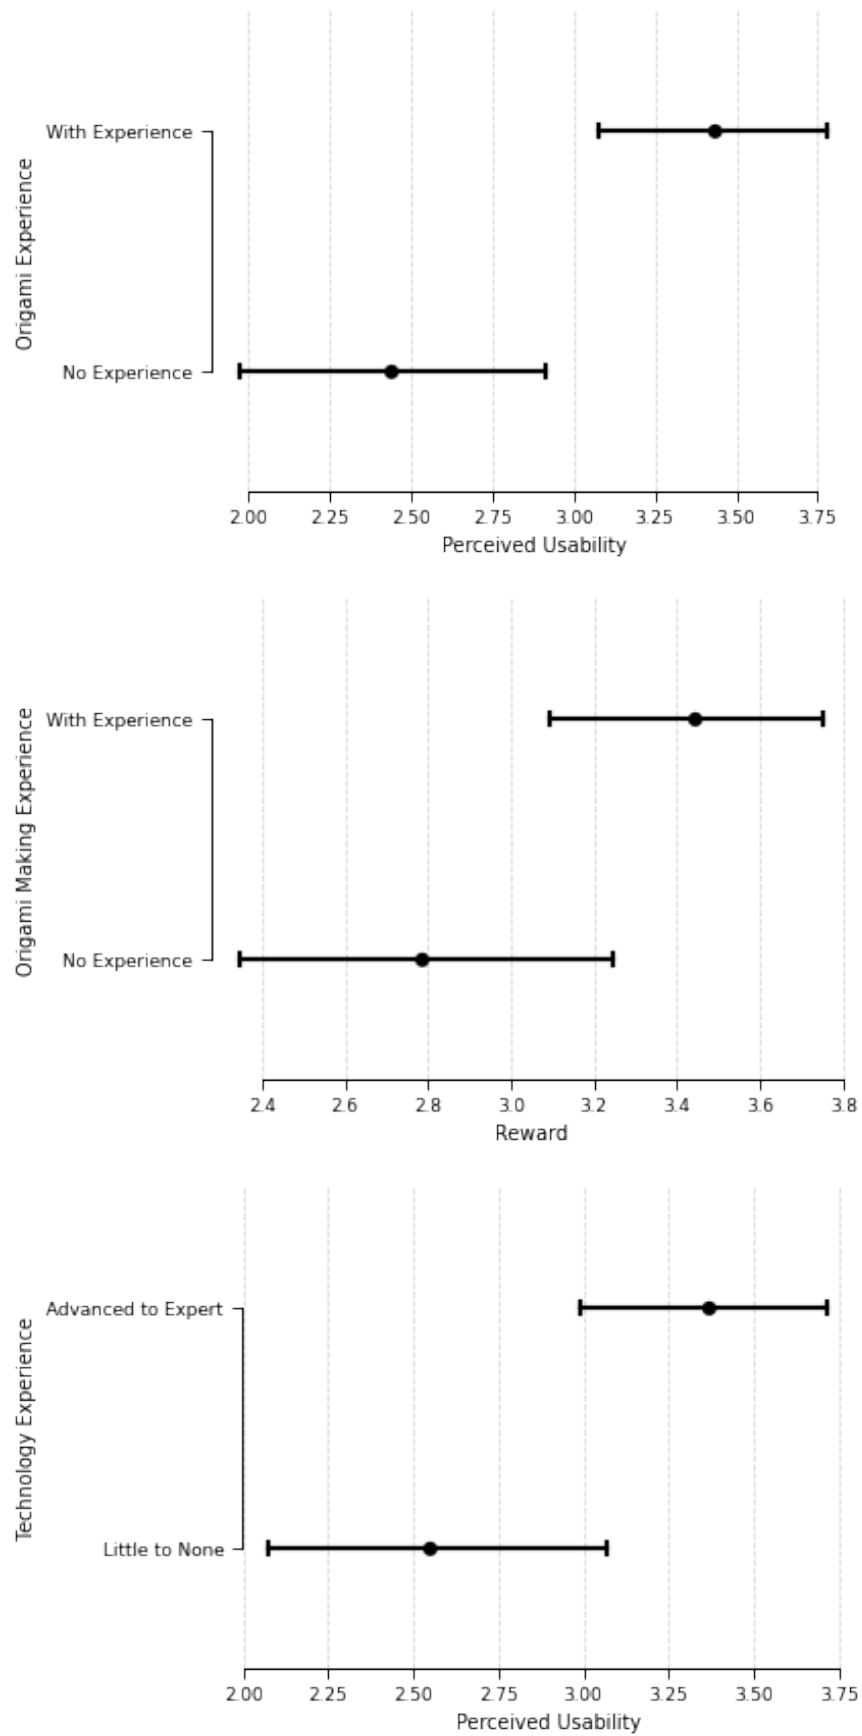 With Experience
Origami Experience
No Experience
2.00 2.25 2.50 2.75 3.00 3.25 3.50 3.75
Perceived Usability
With Experience
Origami Making Experience
No Experience
2.4 2.6 2.8 3.0 3.2 3.4 3.6 3.8
Reward
Advanced to Expert
Technology Experience
Little to None
2.00 2.25 2.50 2.75 3.00 3.25 3.50 3.75
Perceived Usability